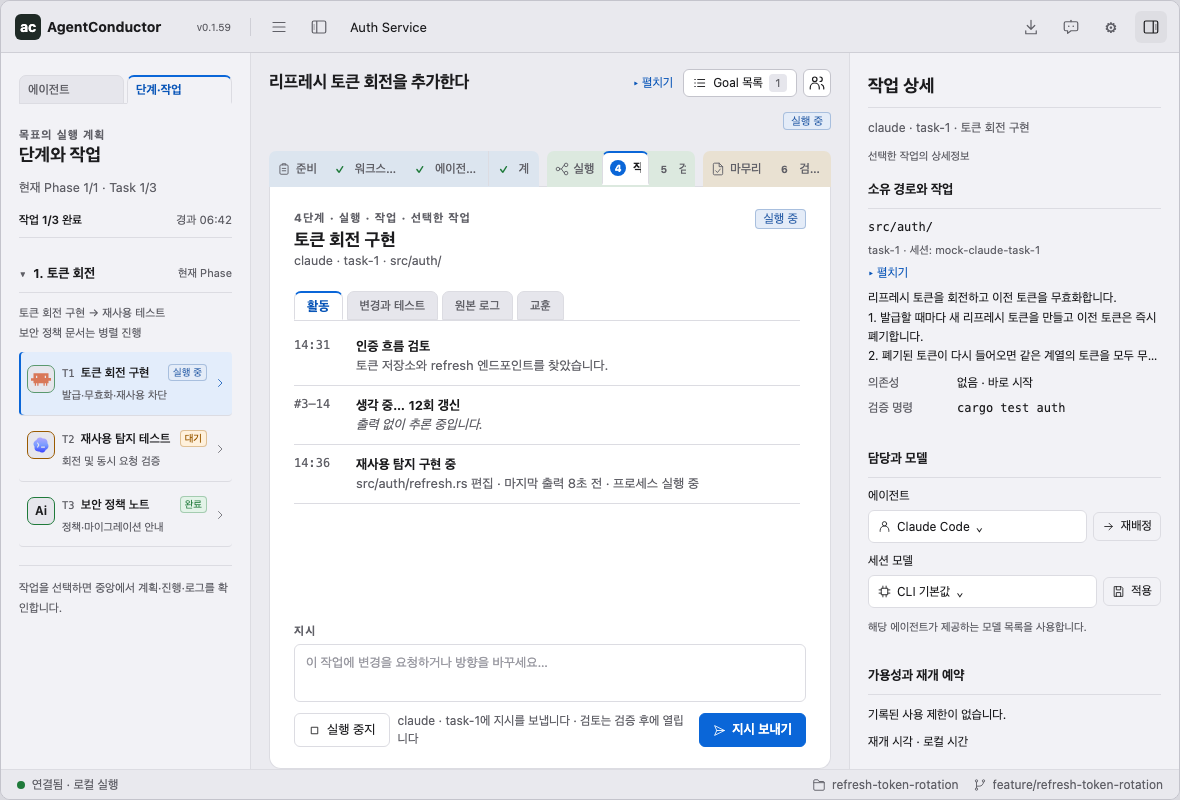 ac AgentConductor v0.1.59 Auth Service
에이전트 단계·작업
목표의 실행 계획
단계와 작업
현재 Phase 1/1 · Task 1/3
작업 1/3 완료 경과 06:42
1. 토큰 회전 현재 Phase
토큰 회전 구현 → 재사용 테스트
보안 정책 문서는 병렬 진행
T1 토큰 회전 구현 실행 중
발급·무효화·재사용 차단
T2 재사용 탐지 테스트 대기
회전 및 동시 요청 검증
Ai T3 보안 정책 노트 완료
정책·마이그레이션 안내
작업을 선택하면 중앙에서 계획·진행·로그를 확
인합니다.
리프레시 토큰 회전을 추가한다 펼치기 Goal 목록 1
실행 중
준비 워크스... 에이전... 계 실행 4 작 5 검 마무리 6 검...
4단계 · 실행 · 작업 · 선택한 작업 실행 중
토큰 회전 구현
claude · task-1 · src/auth/
활동 변경과 테스트 원본 로그 교훈
14:31 인증 흐름 검토
토큰 저장소와 refresh 엔드포인트를 찾았습니다.
#3–14 생각 중... 12회 갱신
출력 없이 추론 중입니다.
14:36 재사용 탐지 구현 중
src/auth/refresh.rs 편집 · 마지막 출력 8초 전 · 프로세스 실행 중
지시
이 작업에 변경을 요청하거나 방향을 바꾸세요...
실행 중지 claude · task-1에 지시를 보냅니다 · 검토는 검증 후에 열립
니다
지시 보내기
작업 상세
claude · task-1 · 토큰 회전 구현
선택한 작업의 상세정보
소유 경로와 작업
src/auth/
task-1 · 세션: mock-claude-task-1
펼치기
리프레시 토큰을 회전하고 이전 토큰을 무효화합니다.
1. 발급할 때마다 새 리프레시 토큰을 만들고 이전 토큰은 즉시
폐기합니다.
2. 폐기된 토큰이 다시 들어오면 같은 계열의 토큰을 모두 무...
의존성 없음 · 바로 시작
검증 명령 cargo test auth
담당과 모델
에이전트
Claude Code 재배정
세션 모델
CLI 기본값 적용
해당 에이전트가 제공하는 모델 목록을 사용합니다.
가용성과 재개 예약
기록된 사용 제한이 없습니다.
재개 시각 · 로컬 시간
연결됨 · 로컬 실행 refresh-token-rotation feature/refresh-token-rotation